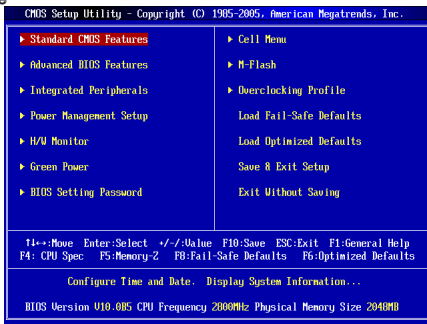 CMOS Setup Utility - Copyright (C) 1985-2005, American Megatrends, Inc.
Standard CMOS Features
Advanced BIOS Features
Integrated Peripherals
Power Management Setup
H/W Monitor
Green Power
BIOS Setting Password
Cell Menu
M-Flash
Overclocking Profile
Load Fail-Safe Defaults
Load Optimized Defaults
Save & Exit Setup
Exit Without Saving
↑↓←→:Move Enter:Select +/-/:Value F10:Save ESC:Exit F1:General Help
F4: CPU Spec F5:Memory-Z F8:Fail-Safe Defaults F6:Optimized Defaults
Configure Time and Date. Display System Information...
BIOS Version V10.0B5 CPU Frequency 2800MHz Physical Memory Size 2048MB